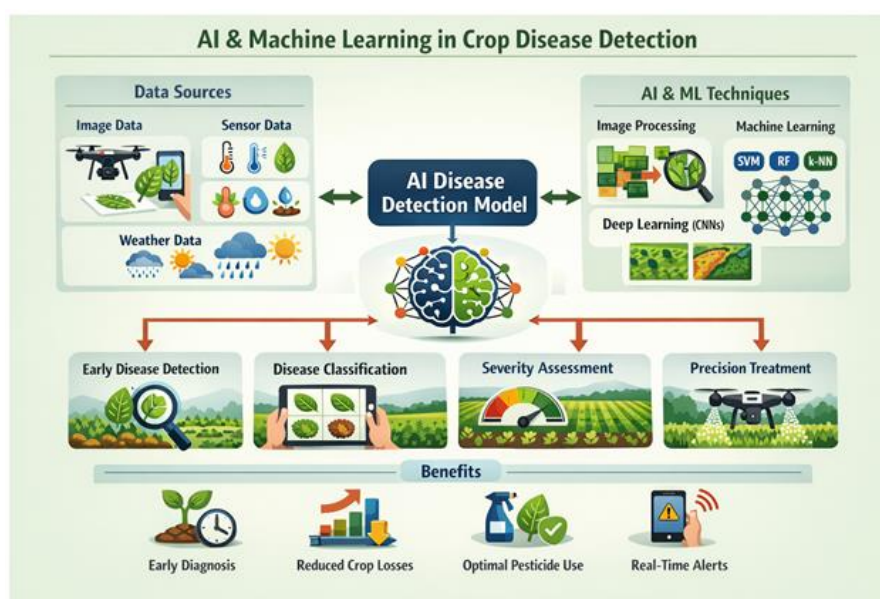 AI & Machine Learning in Crop Disease Detection
Data Sources
Image Data
Sensor Data
Weather Data
AI Disease
Detection Model
AI & ML Techniques
Image Processing
Machine Learning
SVM
RF
k-NN
Deep Learning (CNNs)
Early Disease Detection
Disease Classification
Severity Assessment
Precision Treatment
Benefits
Early Diagnosis
Reduced Crop Losses
Optimal Pesticide Use
Real-Time Alerts